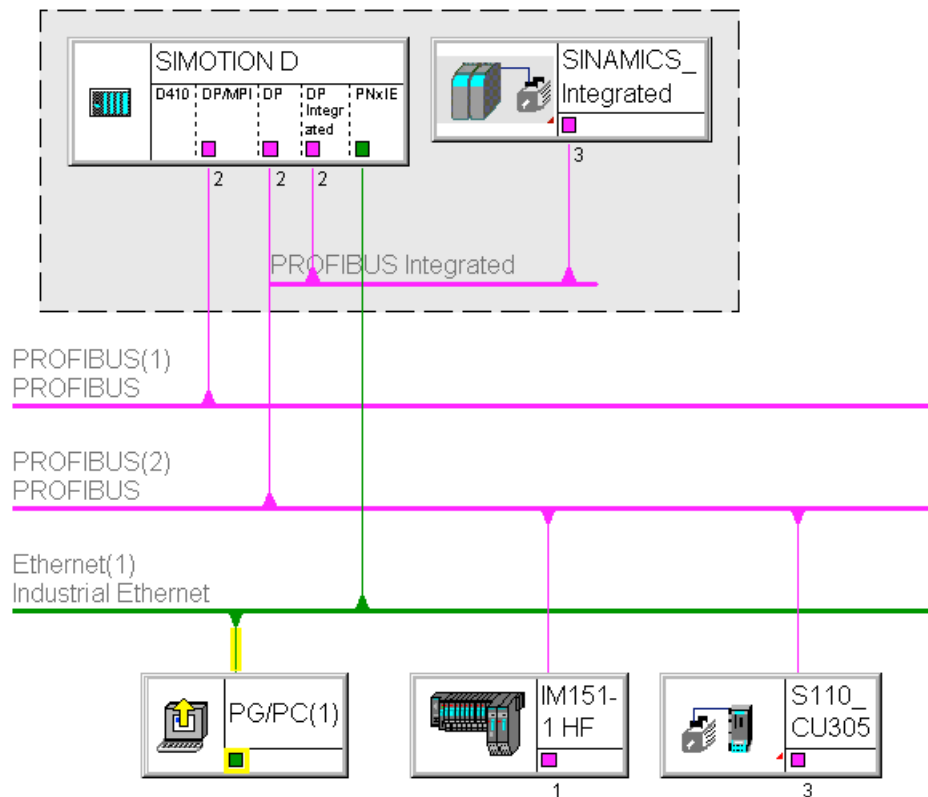 SIMOTION D
D410
DP/MPI
DP
DP
Integr
ated
PNxIE
2
2
2
SINAMICS_
Integrated
3
PROFIBUS Integrated
PROFIBUS(1)
PROFIBUS
PROFIBUS(2)
PROFIBUS
Ethernet(1)
Industrial Ethernet
PG/PC(1)
IM151-
1 HF
1
S110_
CU305
3